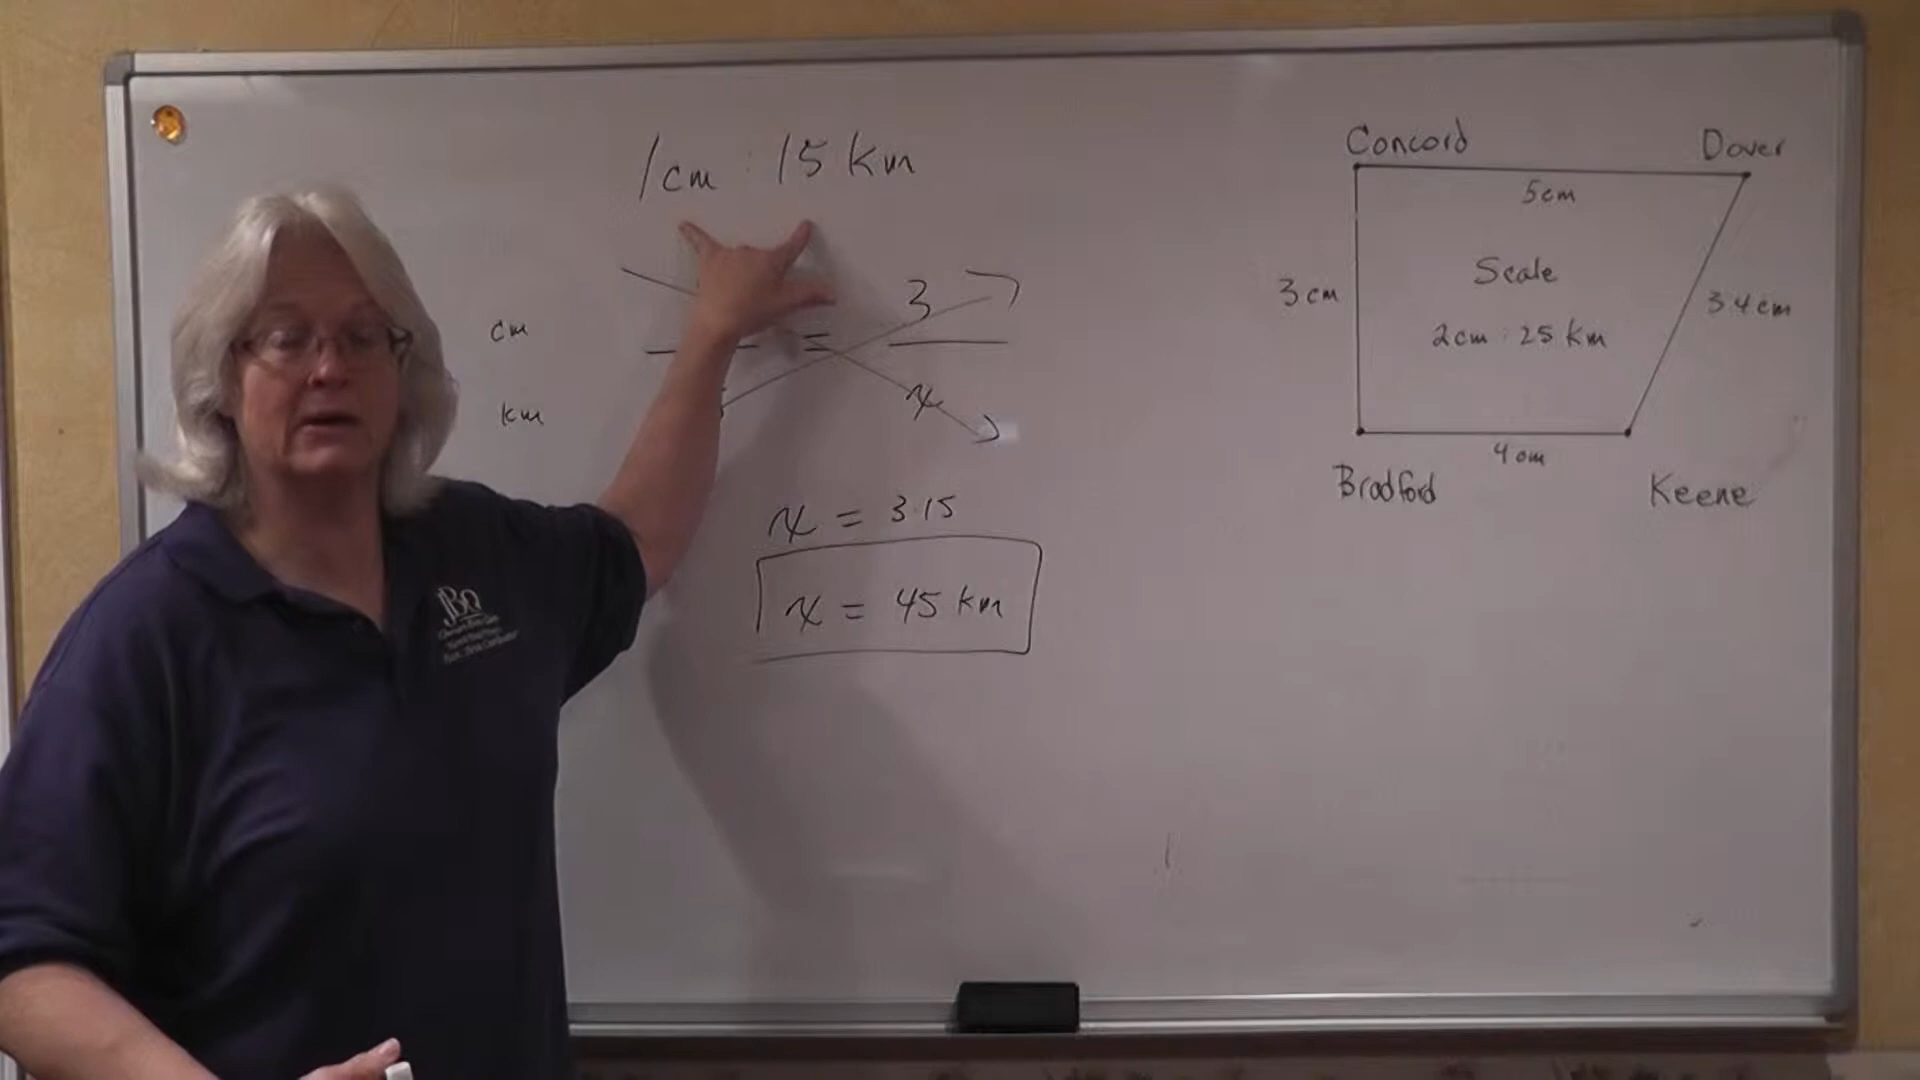 1cm : 15 km
cm = 3
km x
x = 3·15
x = 45 km
Concord Dover
5cm
3cm Scale 3.4cm
2cm : 25 km
4cm
Bradford Keene
JBO